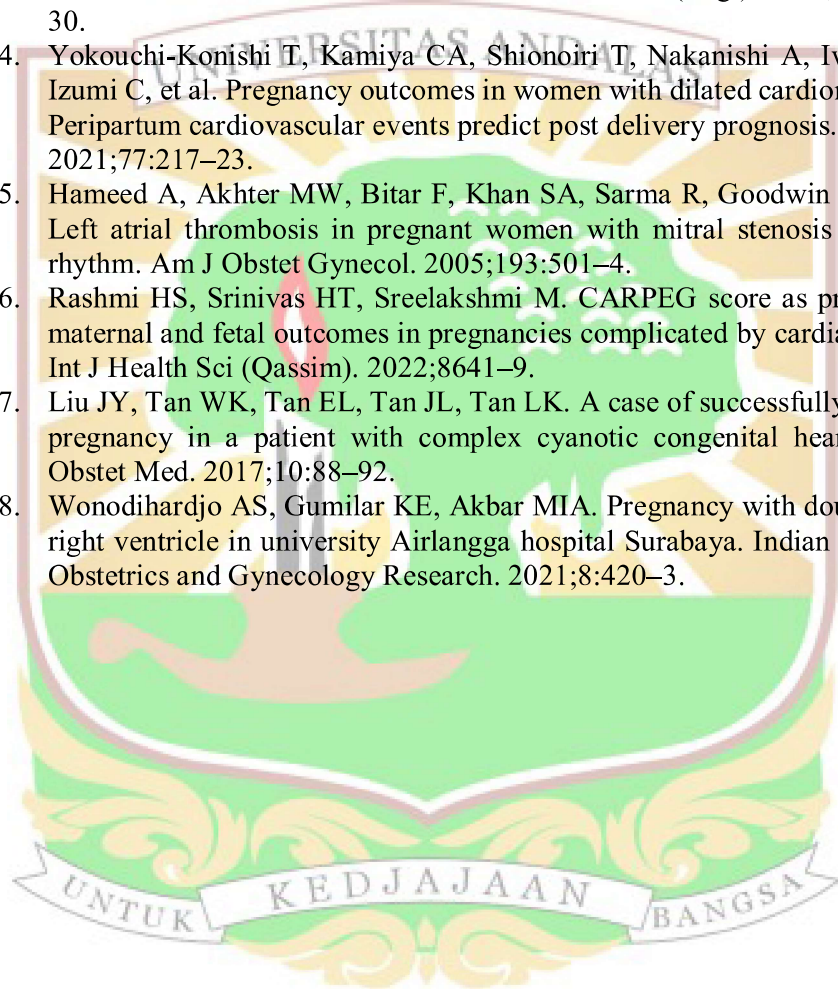 30.
UNIVERSITAS ANDALAS
4. Yokouchi-Konishi T, Kamiya CA, Shionoiri T, Nakanishi A,
Izumi C, et al. Pregnancy outcomes in women with dilated
Peripartum cardiovascular events predict post delivery prognosis.
2021;77:217–23.
5. Hameed A, Akhter MW, Bitar F, Khan SA, Sarma R, Goodwin
Left atrial thrombosis in pregnant women with mitral stenosis
rhythm. Am J Obstet Gynecol. 2005;193:501–4.
6. Rashmi HS, Srinivas HT, Sreelakshmi M. CARPEG score as
maternal and fetal outcomes in pregnancies complicated by
Int J Health Sci (Qassim). 2022;8641–9.
7. Liu JY, Tan WK, Tan EL, Tan JL, Tan LK. A case of successfully
pregnancy in a patient with complex cyanotic congenital
Obstet Med. 2017;10:88–92.
8. Wonodihardjo AS, Gumilar KE, Akbar MIA. Pregnancy with
right ventricle in university Airlangga hospital Surabaya. Indian
Obstetrics and Gynecology Research. 2021;8:420–3.
UNTUK KEDJAJAAN BANGSA